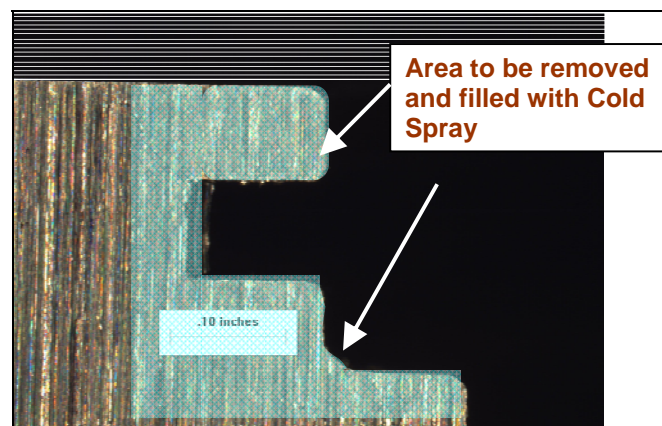 Area to be removed
and filled with Cold
Spray
.10 inches